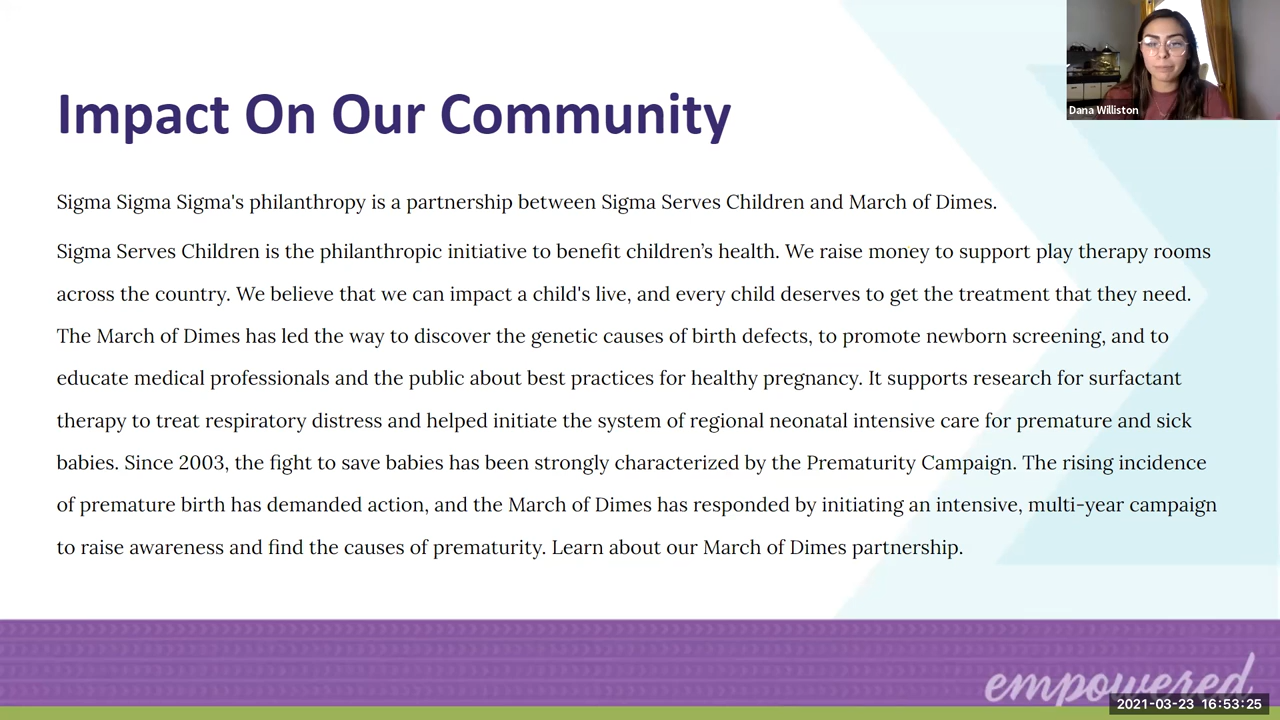 Impact On Our Community
Dana Williston
Sigma Sigma Sigma's philanthropy is a partnership between Sigma Serves Children and March of Dimes.
Sigma Serves Children is the philanthropic initiative to benefit children’s health. We raise money to support play therapy rooms
across the country. We believe that we can impact a child's live, and every child deserves to get the treatment that they need.
The March of Dimes has led the way to discover the genetic causes of birth defects, to promote newborn screening, and to
educate medical professionals and the public about best practices for healthy pregnancy. It supports research for surfactant
therapy to treat respiratory distress and helped initiate the system of regional neonatal intensive care for premature and sick
babies. Since 2003, the fight to save babies has been strongly characterized by the Prematurity Campaign. The rising incidence
of premature birth has demanded action, and the March of Dimes has responded by initiating an intensive, multi-year campaign
to raise awareness and find the causes of prematurity. Learn about our March of Dimes partnership.
empowered
2021-03-23 16:53:25